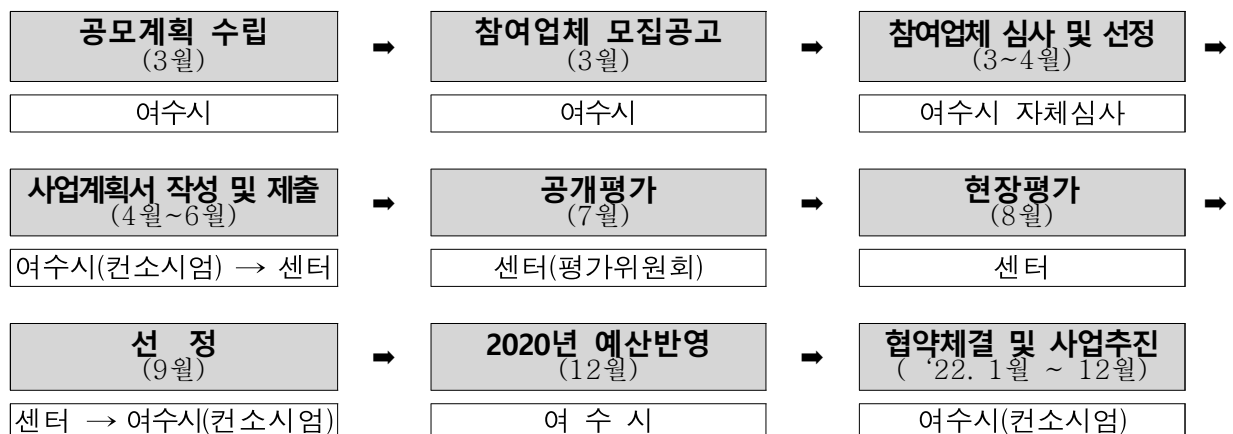 공모계획 수립 ➡ 참여업체 모집공고 ➡ 참여업체 심사 및 선정 ➡
(3월) (3월) (3~4월)
여수시 여수시 여수시 자체심사
사업계획서 작성 및 제출 ➡ 공개평가 ➡ 현장평가 ➡
(4월~6월) (7월) (8월)
여수시(컨소시엄) → 센터 센터(평가위원회) 센터
선 정 ➡ 2020년 예산반영 ➡ 협약체결 및 사업추진
(9월) (12월) ( ‘22. 1월 ~ 12월)
센터 → 여수시(컨소시엄) 여 수 시 여수시(컨소시엄)